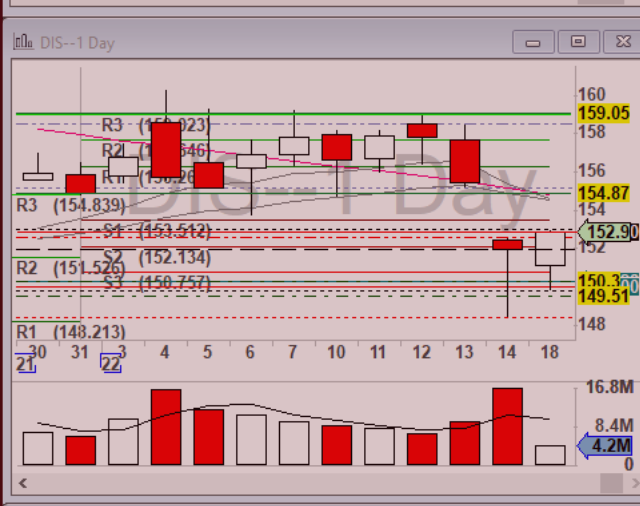 DIS--1 Day
DIS--1 Day
160
159.05
158
156
154.87
154
152.90
152
150.3
149.51
148
R3
R2
R3 (154.839)
S1 (153.512)
S2 (152.134)
R2 (151.526)
S3 (150.757)
R1 (148.213)
30 31 3 4 5 6 7 10 11 12 13 14 18
21 22
16.8M
8.4M
4.2M
0